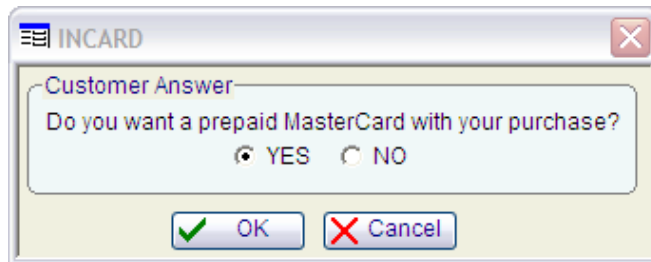 INCARD
Customer Answer
Do you want a prepaid MasterCard with your purchase?
YES NO
OK Cancel